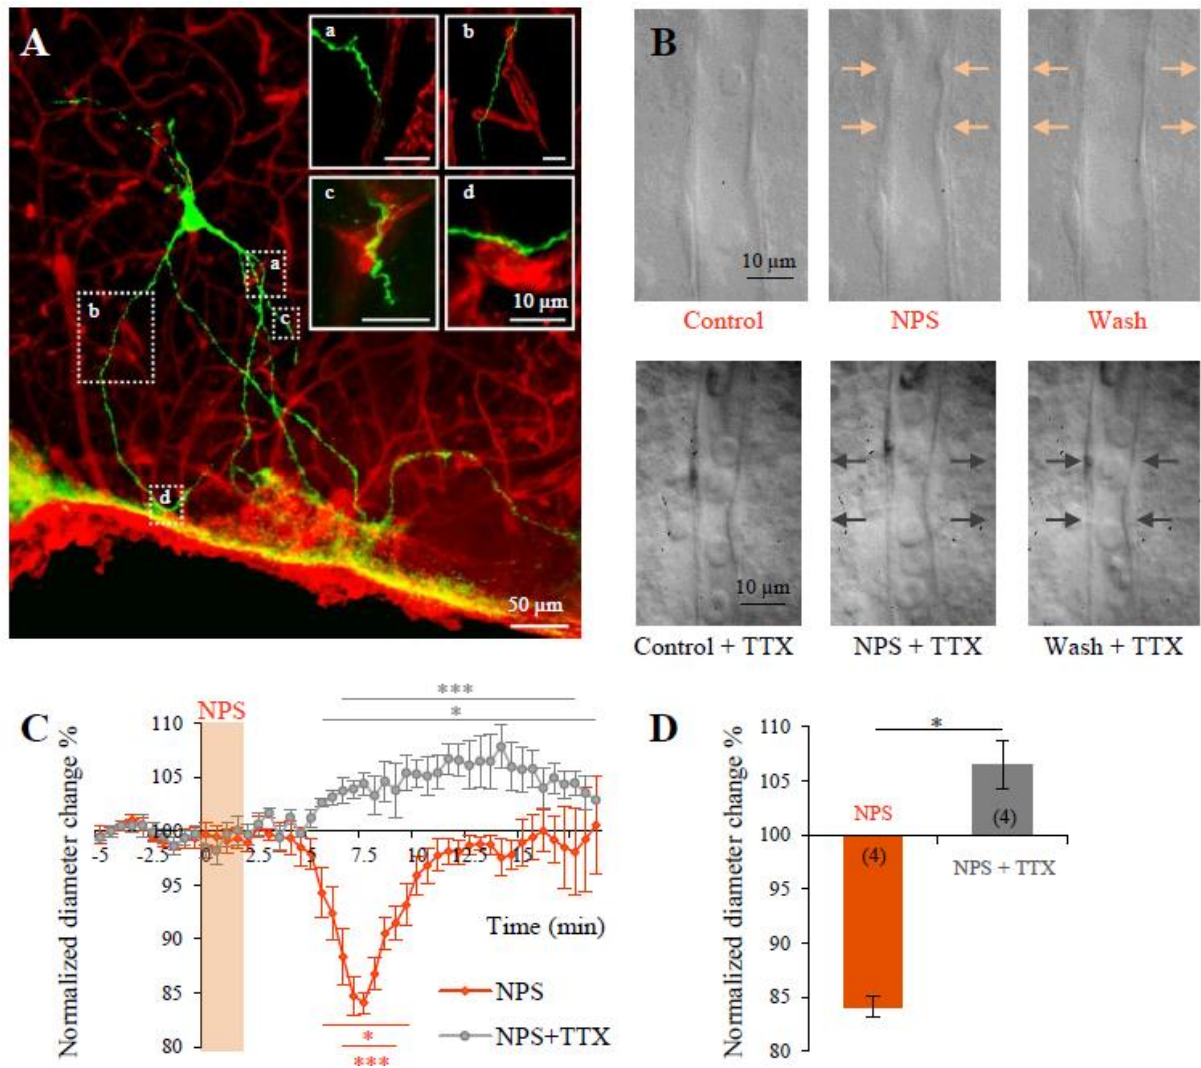 A
a
b
c
d
10 µm
a
b
c
d
50 µm
B
10 µm
Control
NPS
Wash
10 µm
Control + TTX
NPS + TTX
Wash + TTX
C
Normalized diameter change %
NPS
***
*
110
105
100
95
90
85
80
-5
-2.5
0
2.5
5
7.5
10
12.5
15
Time (min)
NPS
NPS+TTX
*
***
D
Normalized diameter change %
110
105
100
95
90
85
80
*
NPS
(4)
(4)
NPS + TTX